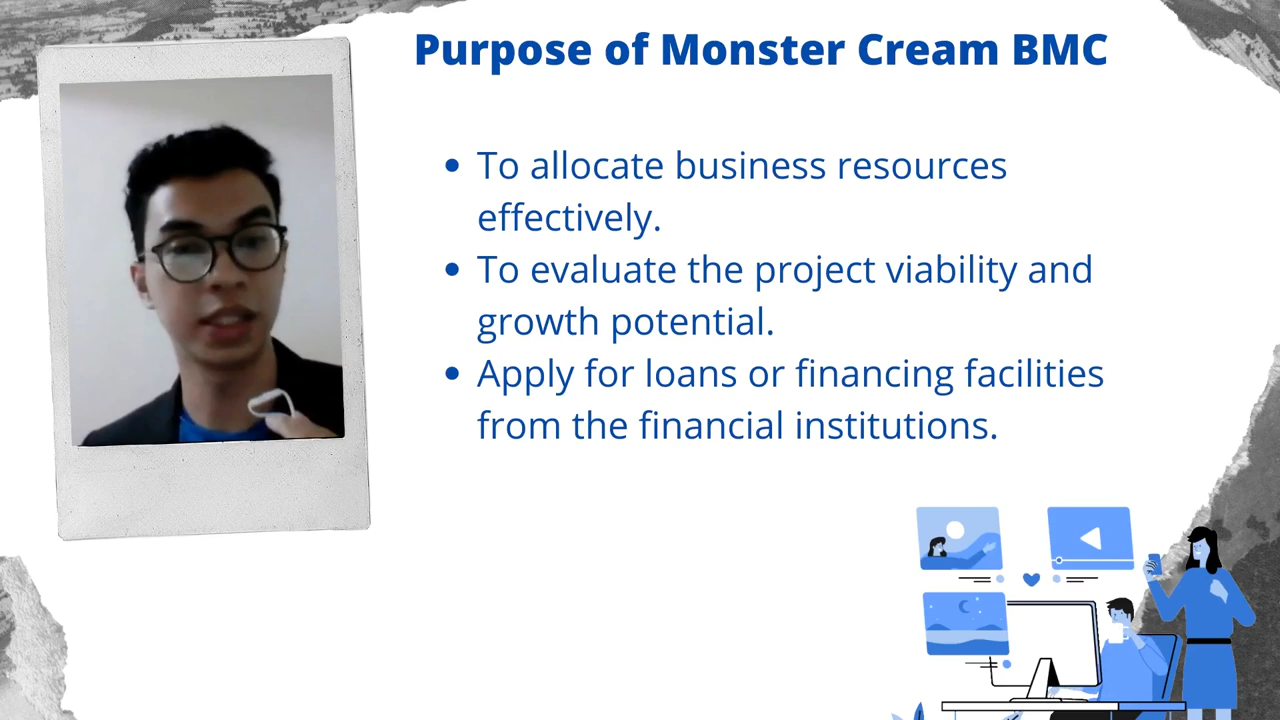 Purpose of Monster Cream BMC
• To allocate business resources
effectively.
• To evaluate the project viability and
growth potential.
• Apply for loans or financing facilities
from the financial institutions.